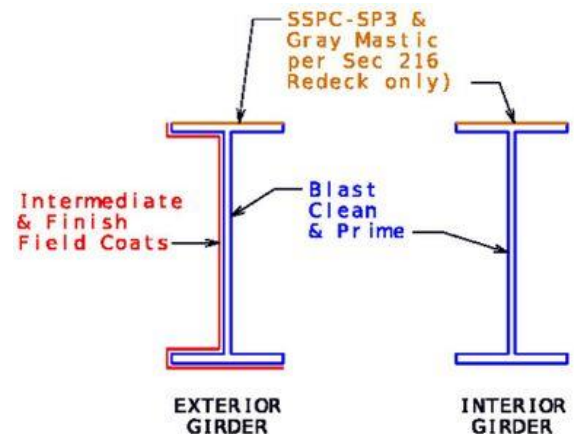 SSPC-SP3 &
Gray Mastic
per Sec 216
Redeck only)
Intermediate
& Finish
Field Coats
Blast
Clean
& Prime
EXTERIOR
GIRDER
INTERIOR
GIRDER